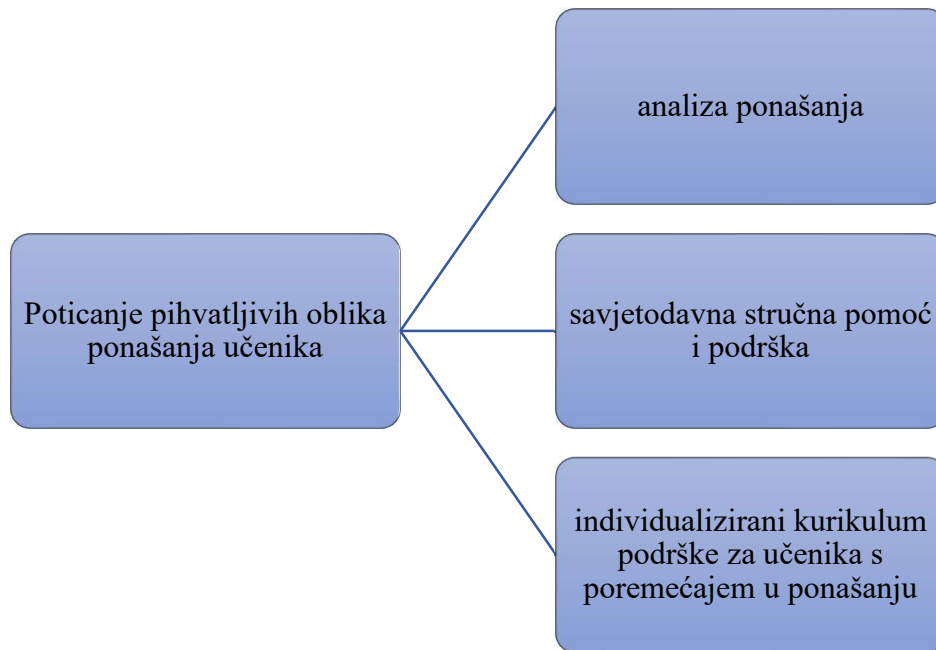 analiza ponašanja
Poticanje pihvatljivih oblika
ponašanja učenika
savjetodavna stručna pomoć
i podrška
individualizirani kurikulum
podrške za učenika s
poremećajem u ponašanju